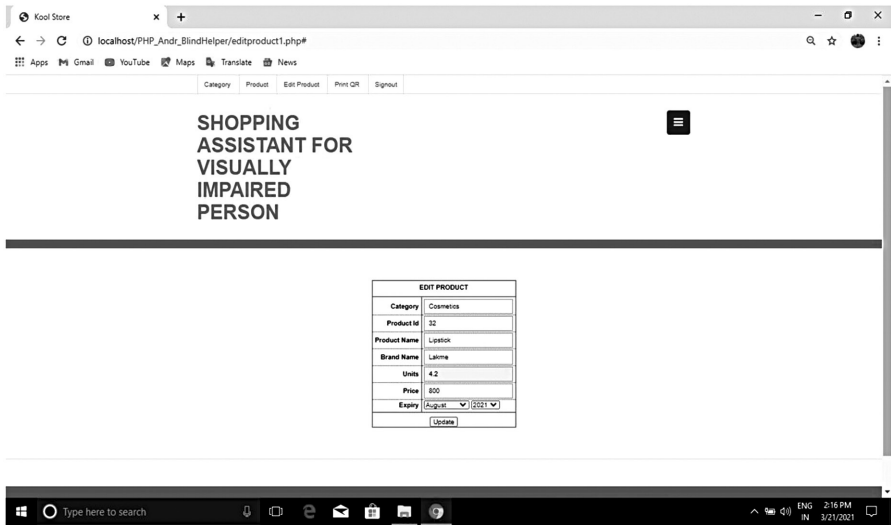 Kool Store
localhost/PHP_Andr_BlindHelper/editproduct1.php#
Apps Gmail YouTube Maps Translate News
Category Product Edit Product Print QR Signout
SHOPPING
ASSISTANT FOR
VISUALLY
IMPAIRED
PERSON
EDIT PRODUCT
Category Cosmetics
Product Id 32
Product Name Lipstick
Brand Name Lakme
Units 4.2
Price 800
Expiry August 2021
Update
Type here to search
ENG 2:16 PM
IN 3/21/2021